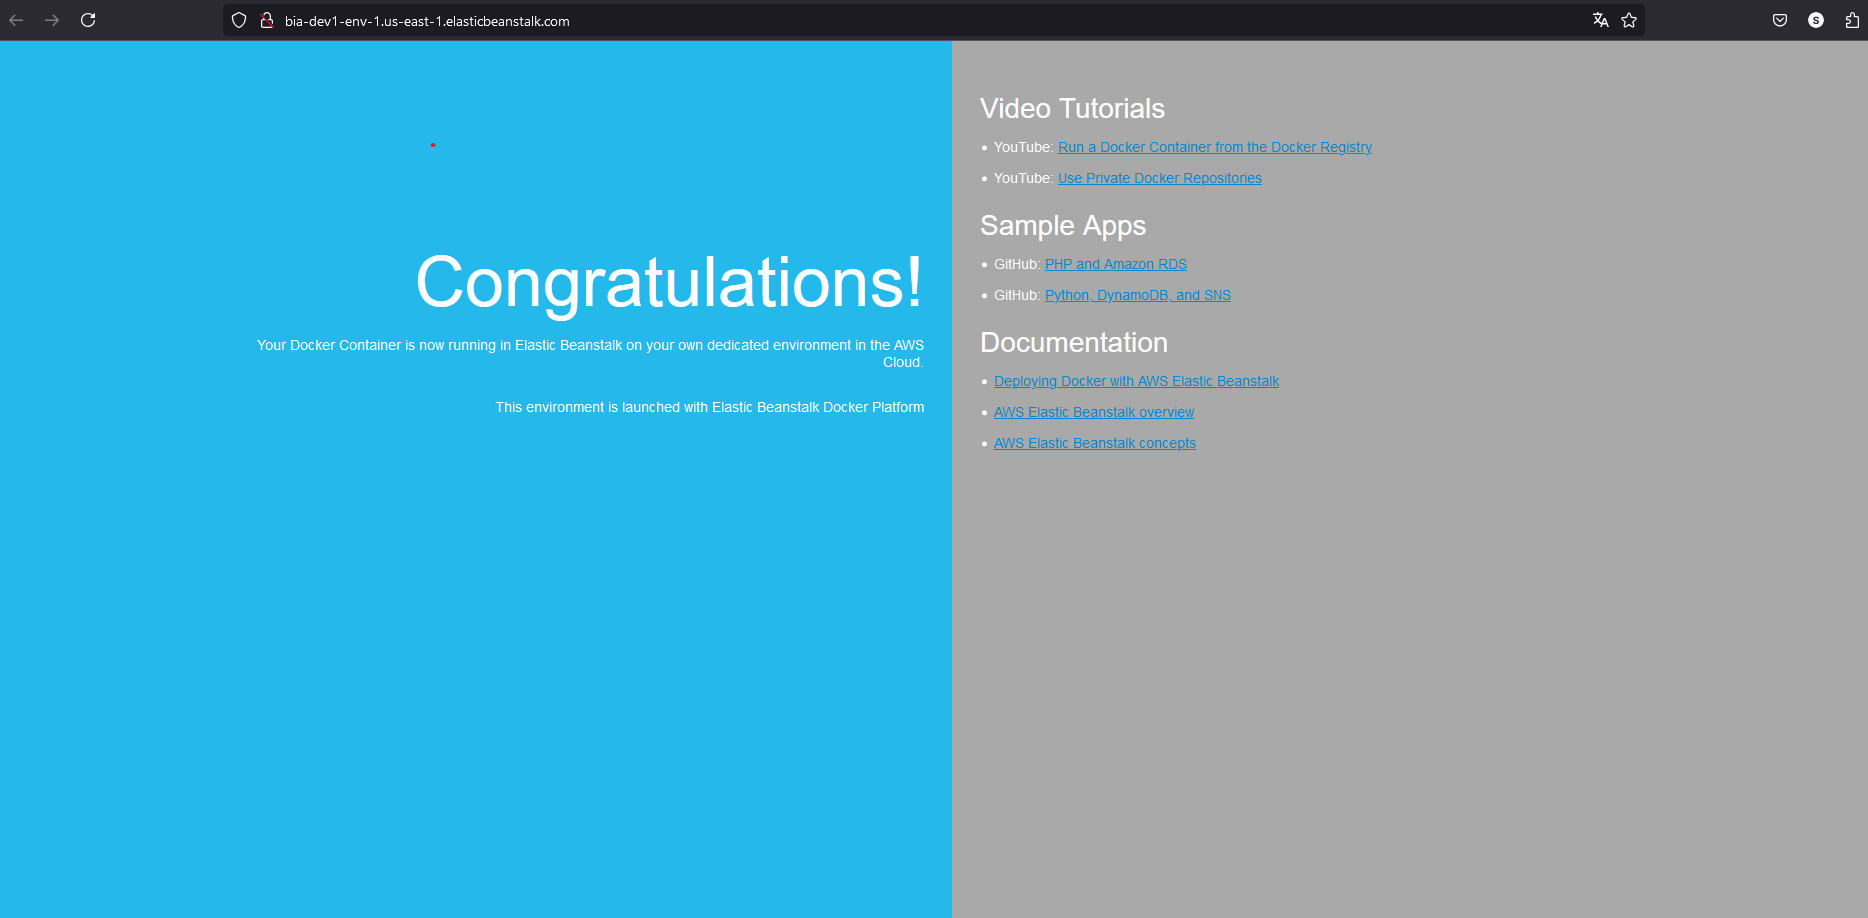 bia-dev1-env-1.us-east-1.elasticbeanstalk.com
S
Congratulations!
Your Docker Container is now running in Elastic Beanstalk on your own dedicated environment in the AWS
Cloud.
This environment is launched with Elastic Beanstalk Docker Platform
Video Tutorials
YouTube: Run a Docker Container from the Docker Registry
YouTube: Use Private Docker Repositories
Sample Apps
GitHub: PHP and Amazon RDS
GitHub: Python, DynamoDB, and SNS
Documentation
Deploying Docker with AWS Elastic Beanstalk
AWS Elastic Beanstalk overview
AWS Elastic Beanstalk concepts